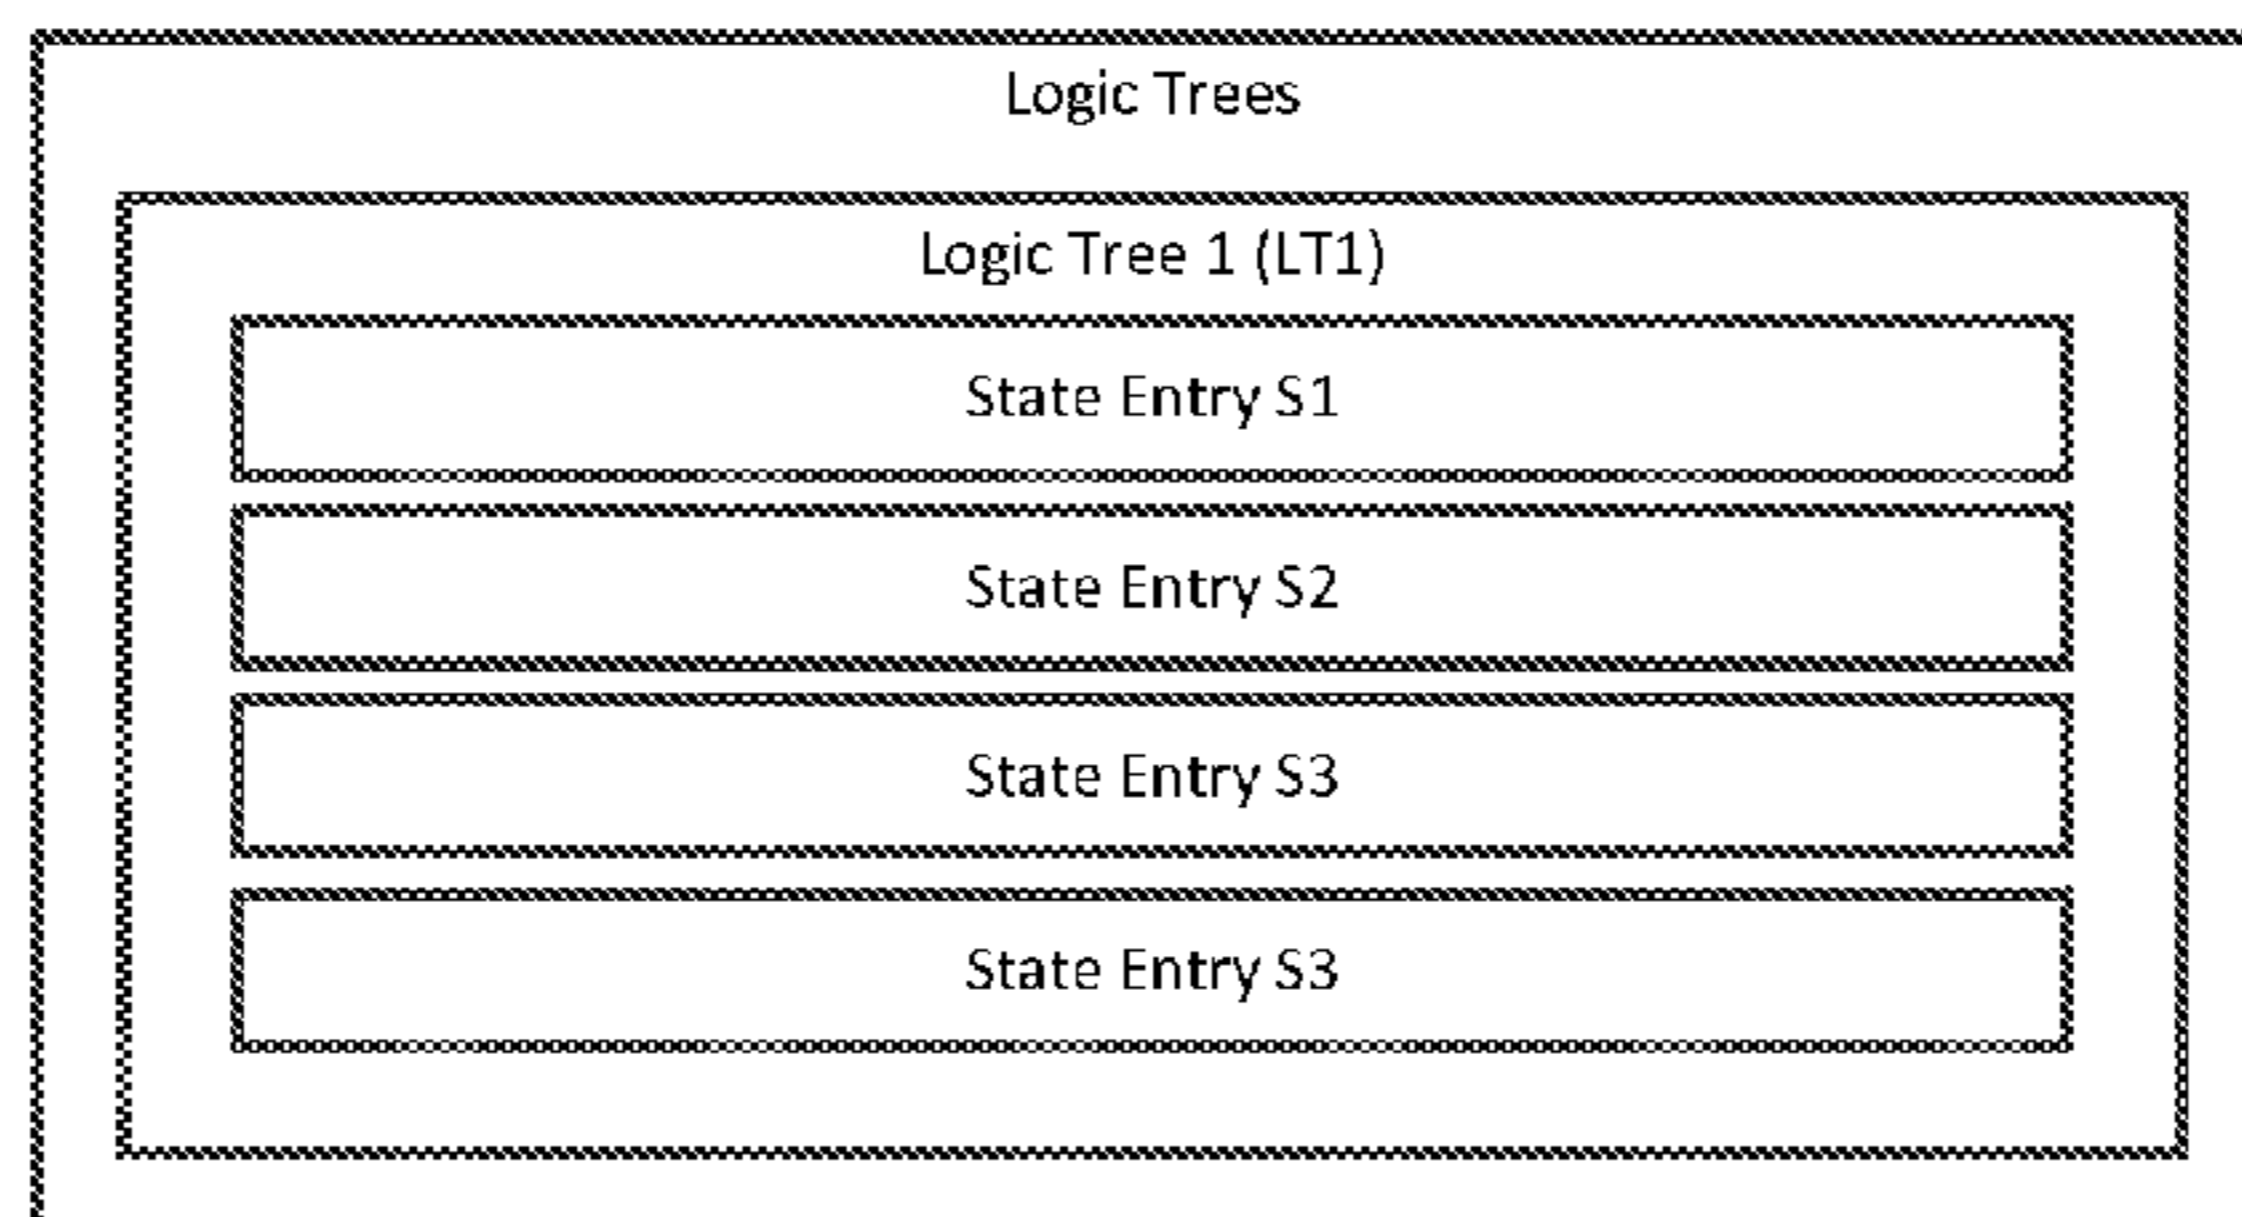 Logic Trees
Logic Tree 1 (LT1)
State Entry S1
State Entry S2
State Entry S3
State Entry S3